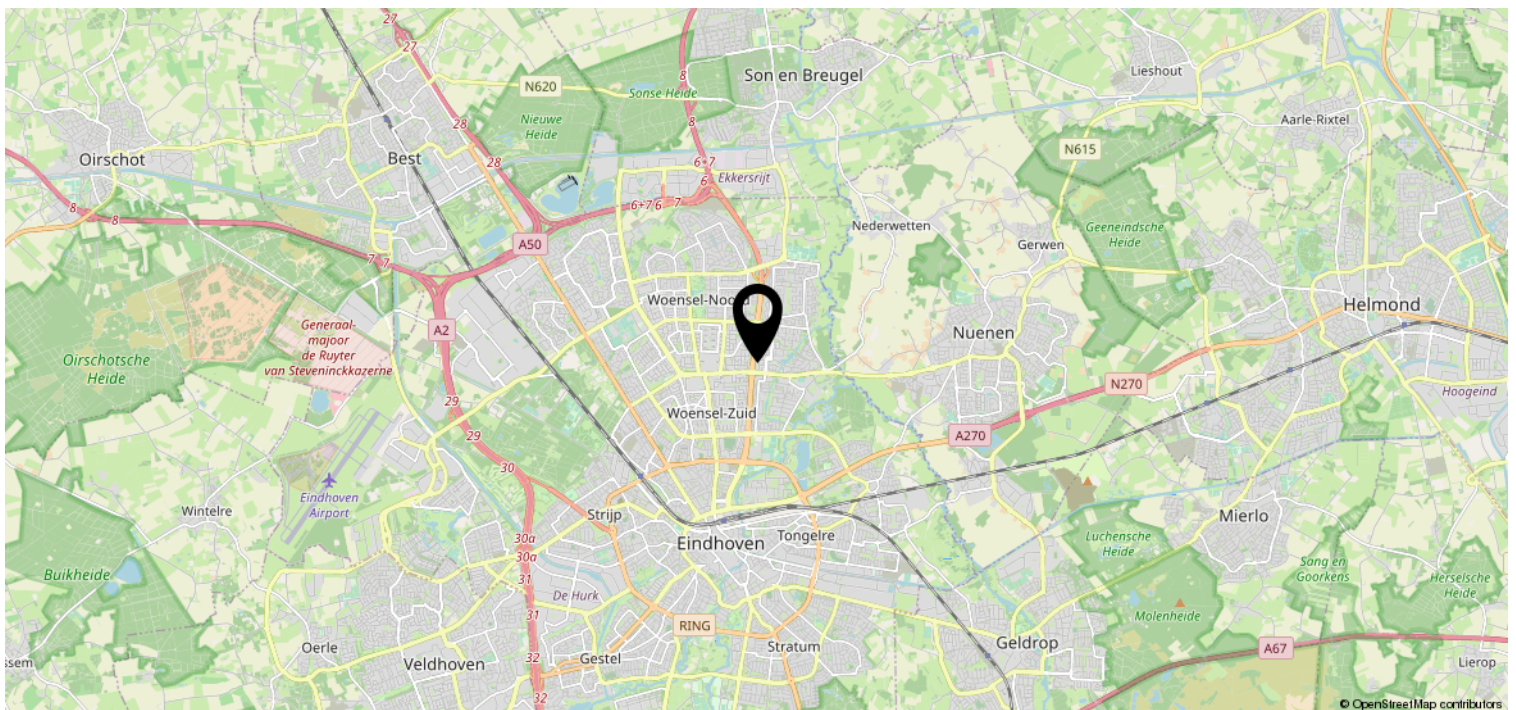 27
27
Son en Breugel
Lieshout
8
N620
Sonse Heide
Nieuwe
Heide
8
28
Aarle-Rixtel
N615
Oirschot
Best
28
6+7
6
Ekkersrijt
8
8
6+7
6
7
Nederwetten
Geeneindsche
Heide
Gerwen
A50
7
7
Woensel-Noord
Helmond
Generaal-
majoor
de Ruyter
van Steveninckkazerne
A2
Nuenen
Oirschotsche
Heide
N270
Hoogeind
29
Woensel-Zuid
29
A270
30
Eindhoven
Airport
Wintelre
Strijp
Mierlo
30a
Eindhoven
Tongelre
Luchensche
Heide
30a
Buikheide
31
Sang en
Goorkens
Herselsche
Heide
De Hurk
31
Molenheide
RING
Oerle
Stratum
Geldrop
A67
ssem
Veldhoven
32
Gestel
Lierop
32
© OpenStreetMap contributors